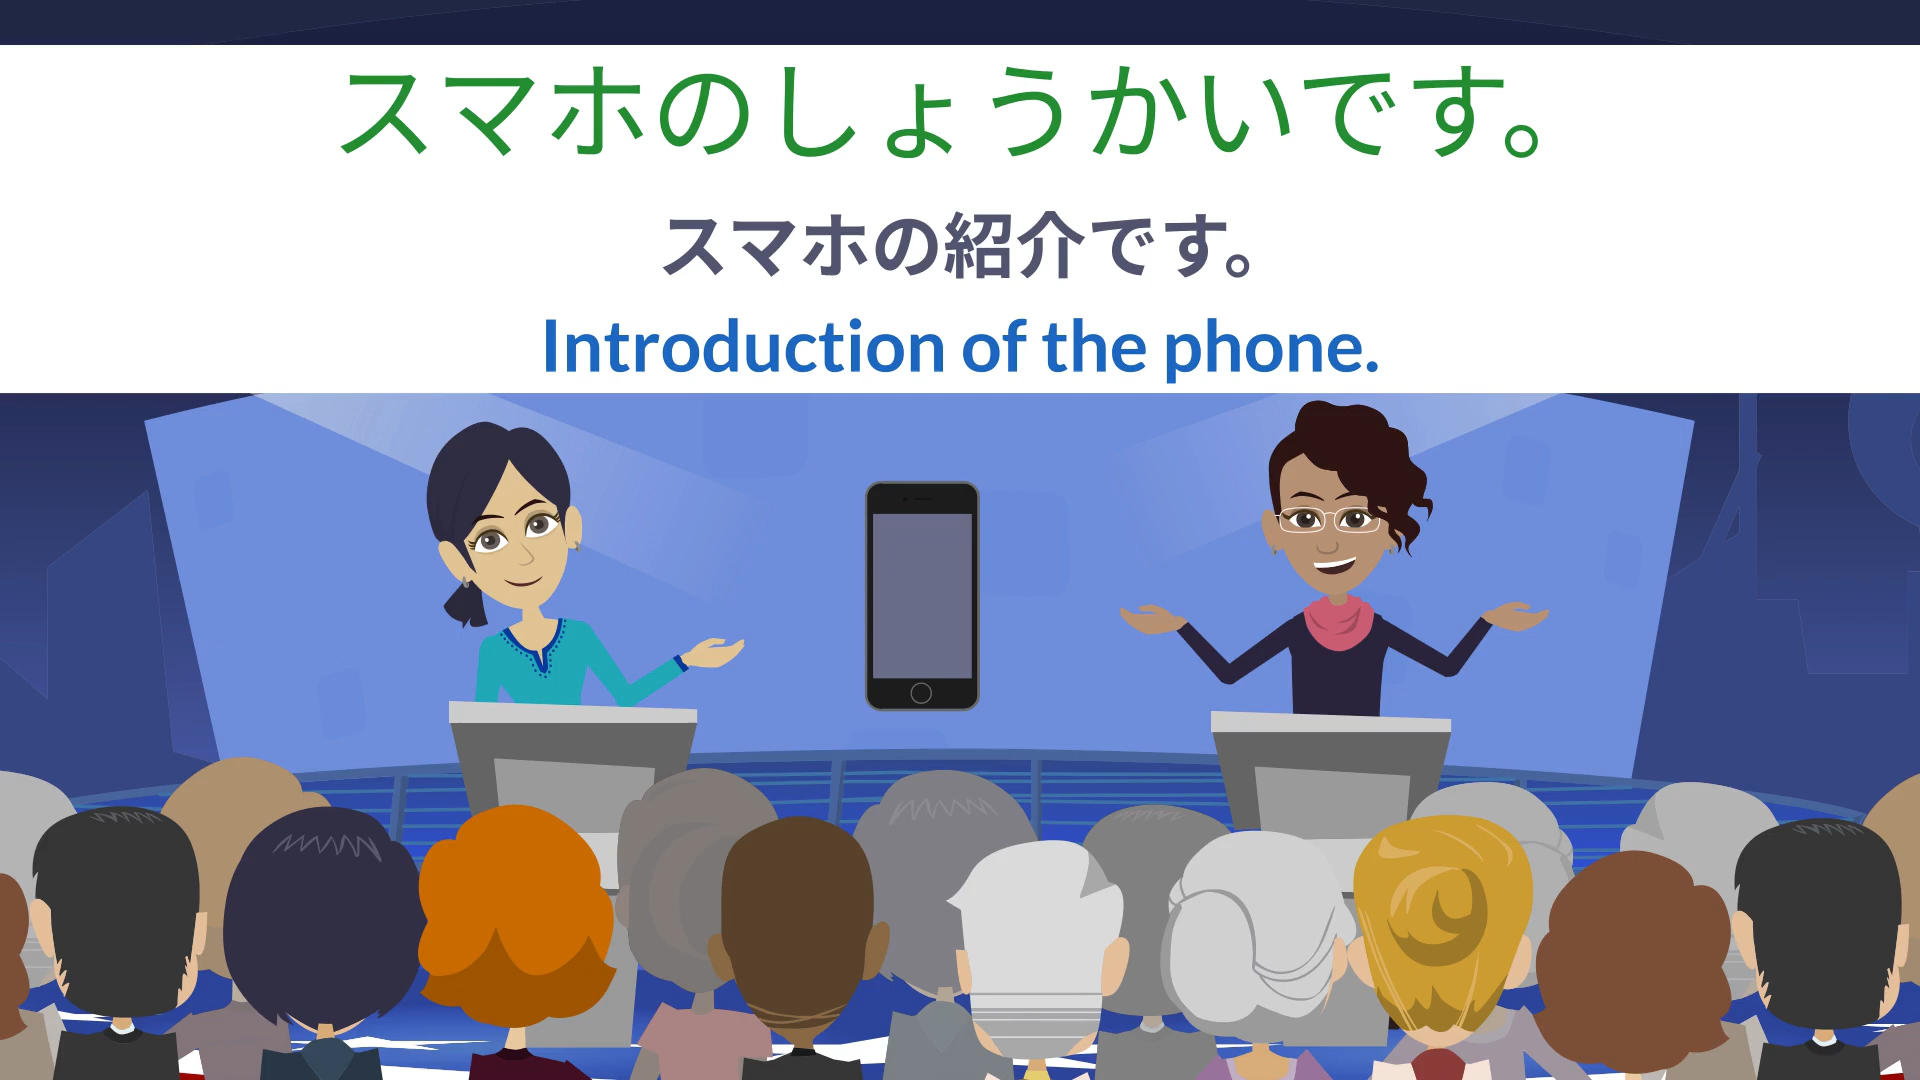 スマホのしょうかいです。
スマホの紹介です。
Introduction of the phone.